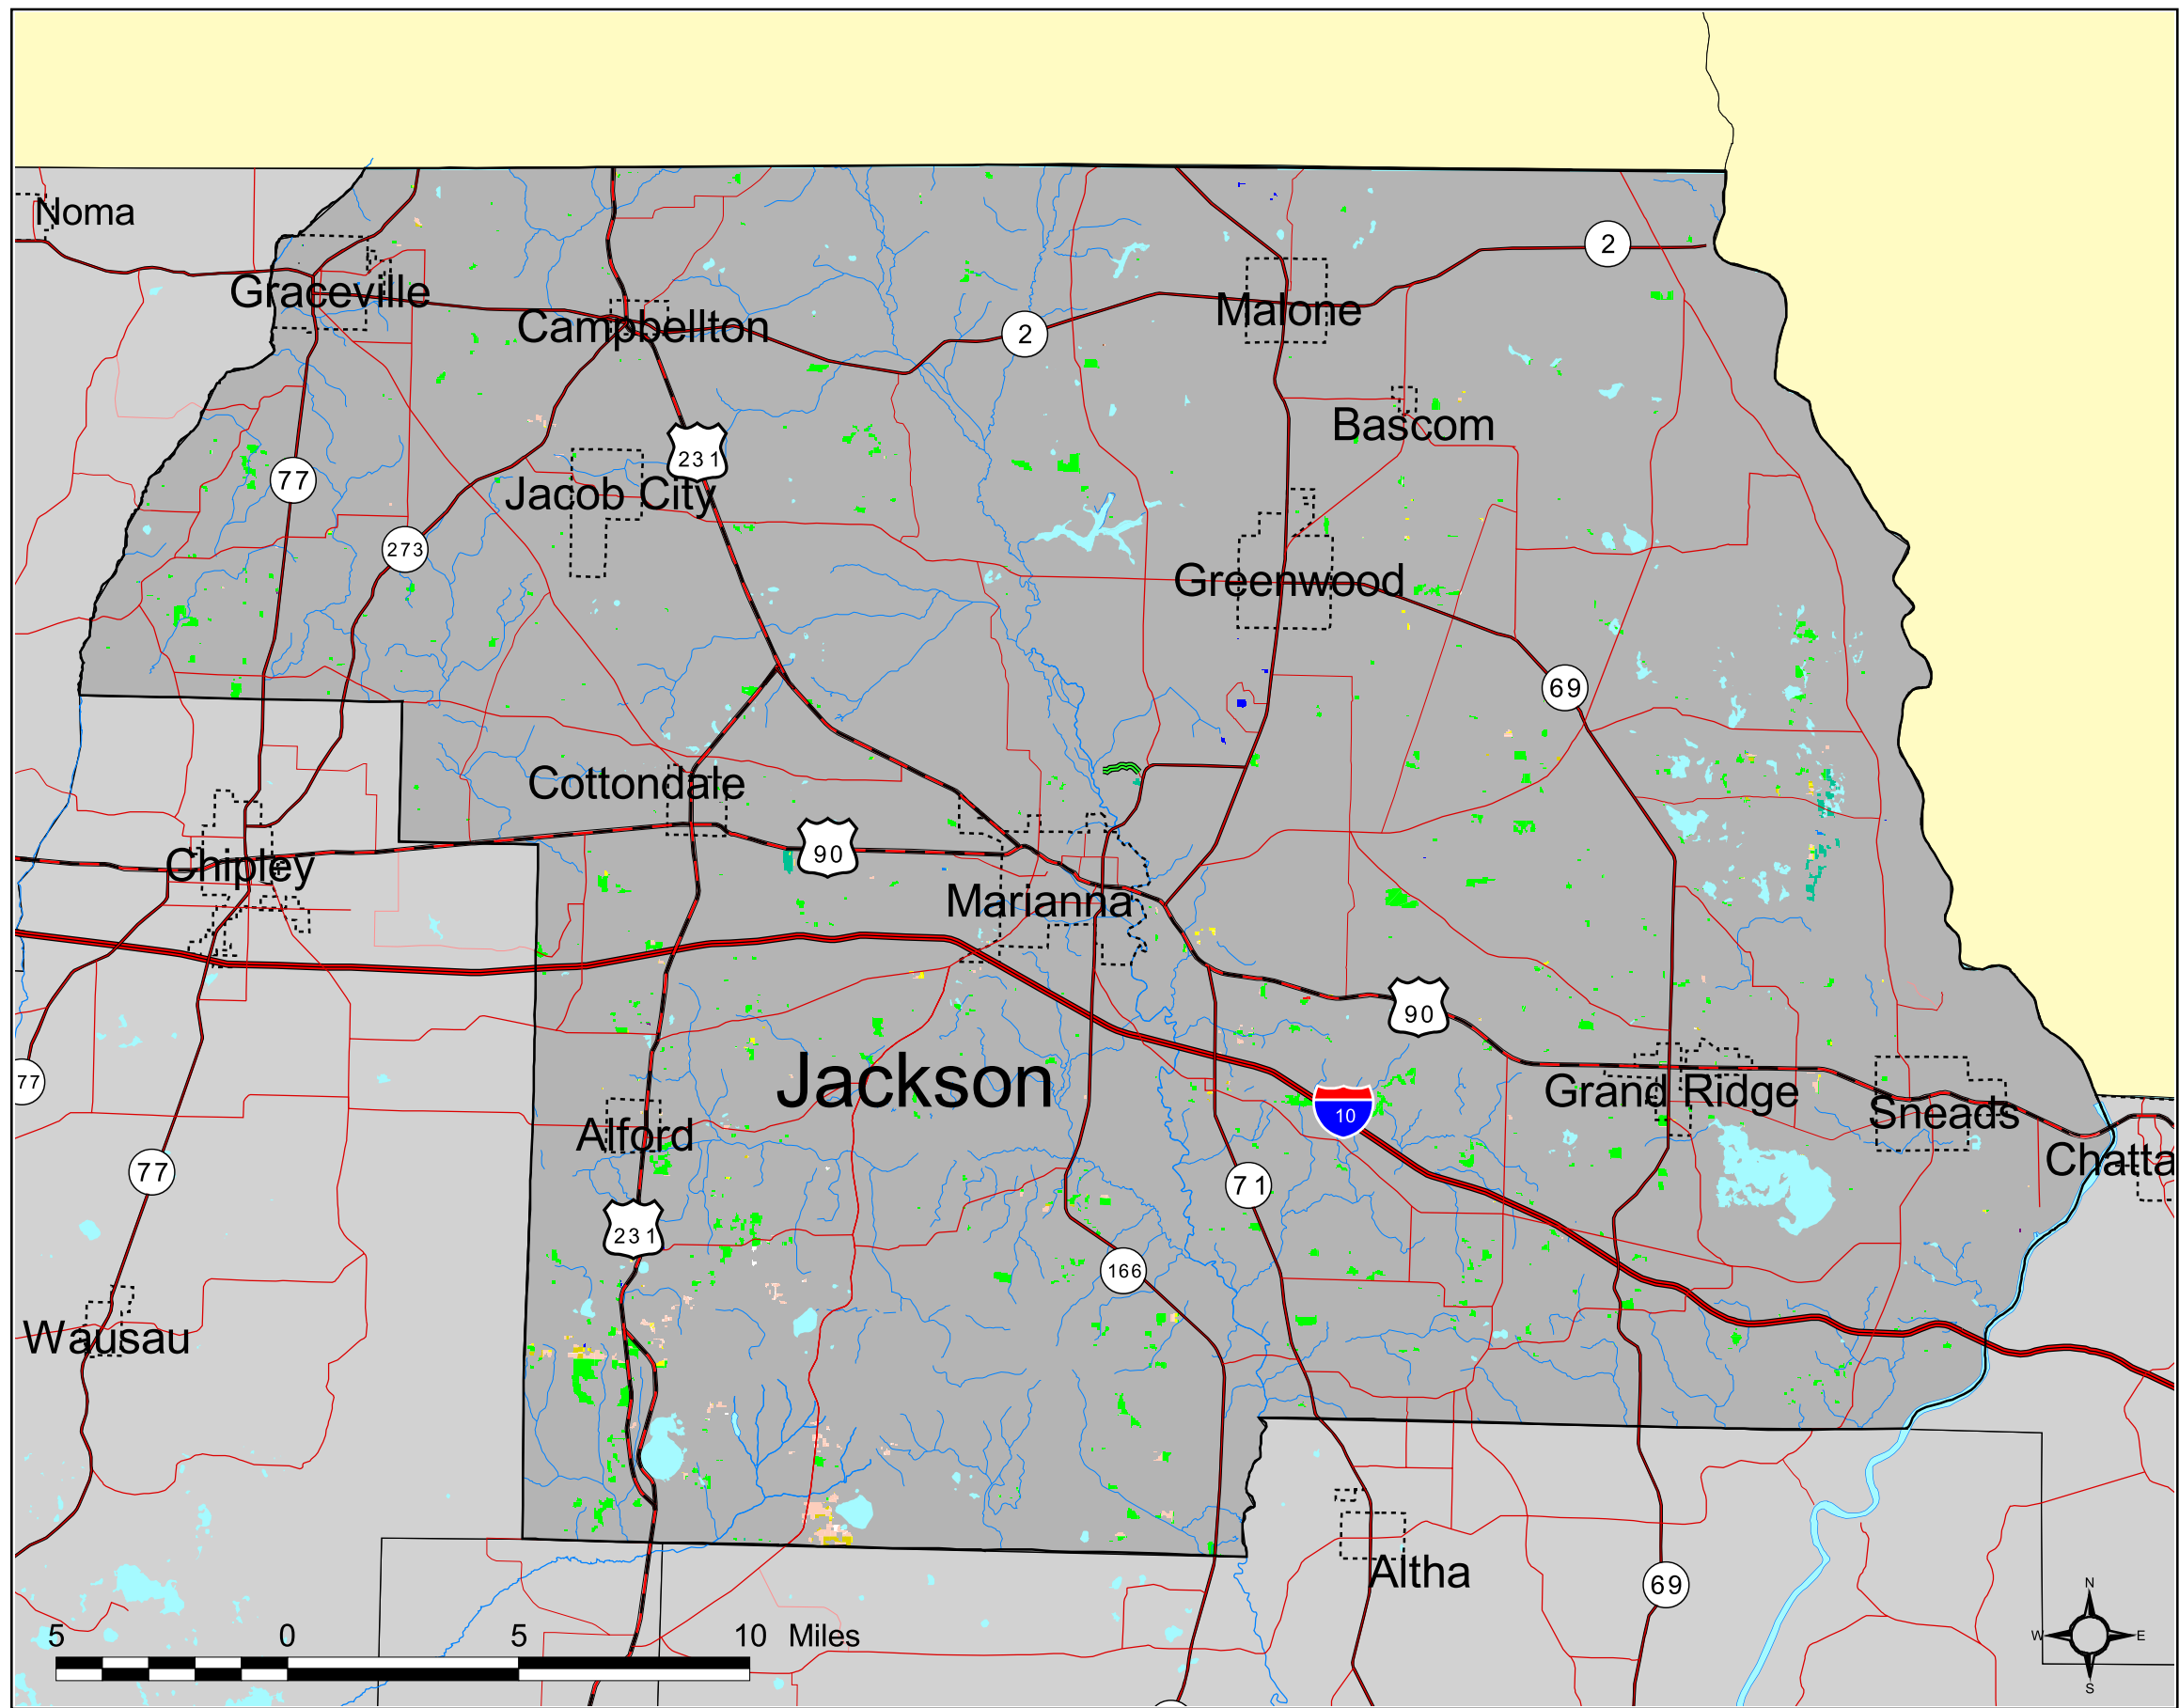 Noma
2
Graceville
Malone
Campbellton
2
Bascom
231
77
Jacob City
273
Greenwood
69
Cottondale
90
Chipley
Marianna
90
77
Jackson
Grand Ridge
Sneads
10
Alford
Chatta
77
71
231
166
Wausau
Altha
69
N
W E
S
5 0 5 10 Miles